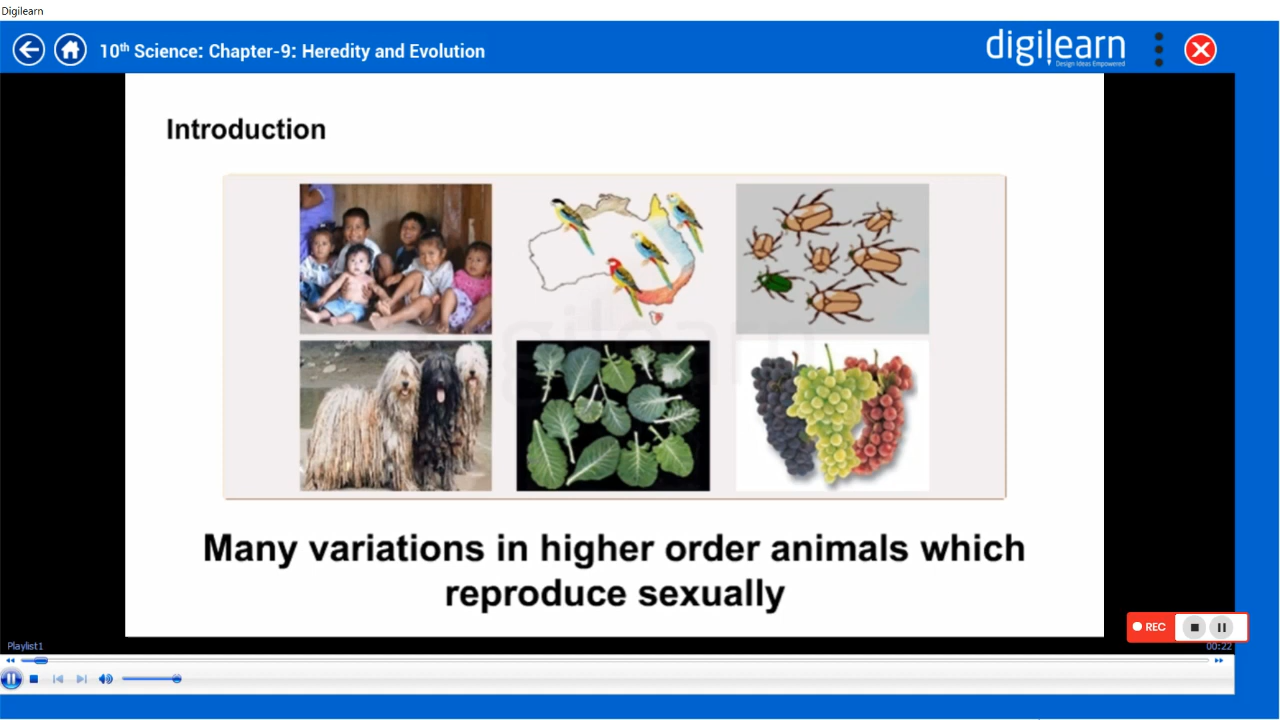 Digilearn
10th Science: Chapter-9: Heredity and Evolution
digilearn
Design Ideas Empowered
Introduction
digilearn
Many variations in higher order animals which
reproduce sexually
REC
Playlist1
00:22